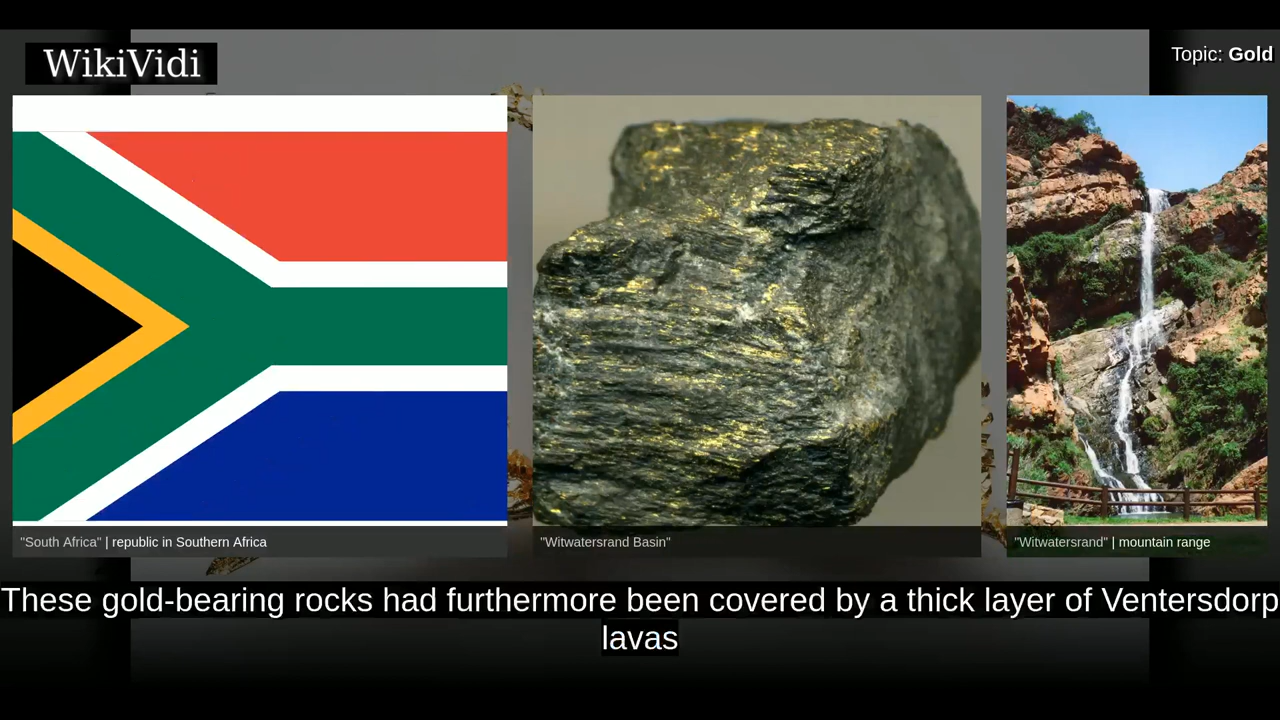 WikiVidi
Topic: Gold
"South Africa" | republic in Southern Africa
"Witwatersrand Basin"
"Witwatersrand" | mountain range
These gold-bearing rocks had furthermore been covered by a thick layer of Ventersdorp
lavas